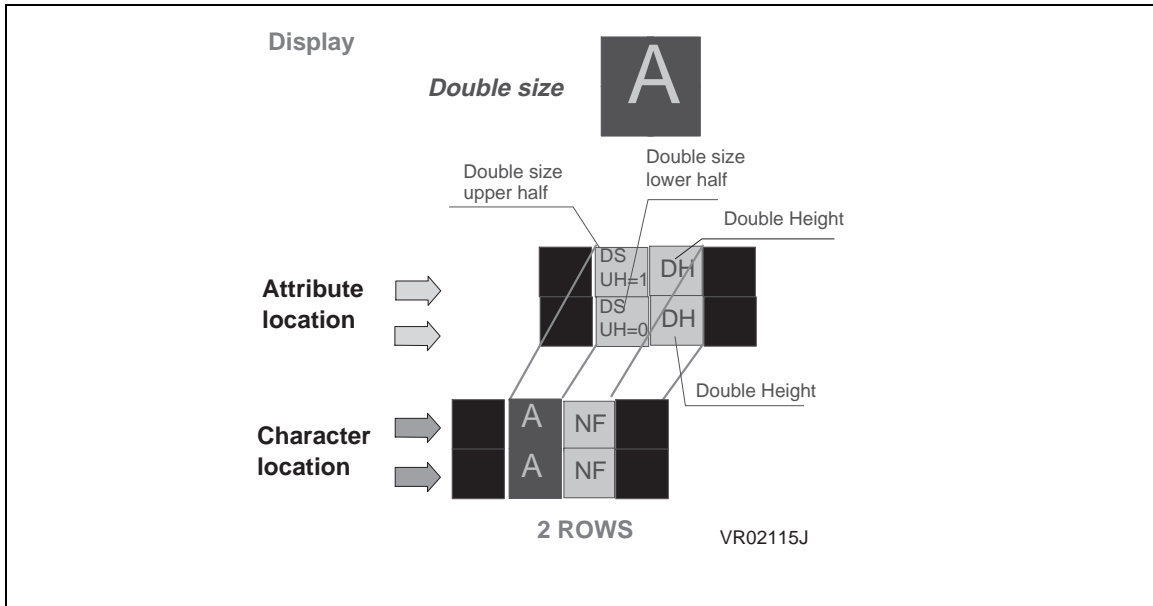 Display
A
Double size
Double size
upper half
Double size
lower half
Double Height
DS
UH=1
DH
DS
UH=0
DH
Attribute
location
Double Height
A
NF
A
NF
Character
location
2 ROWS
VR02115J